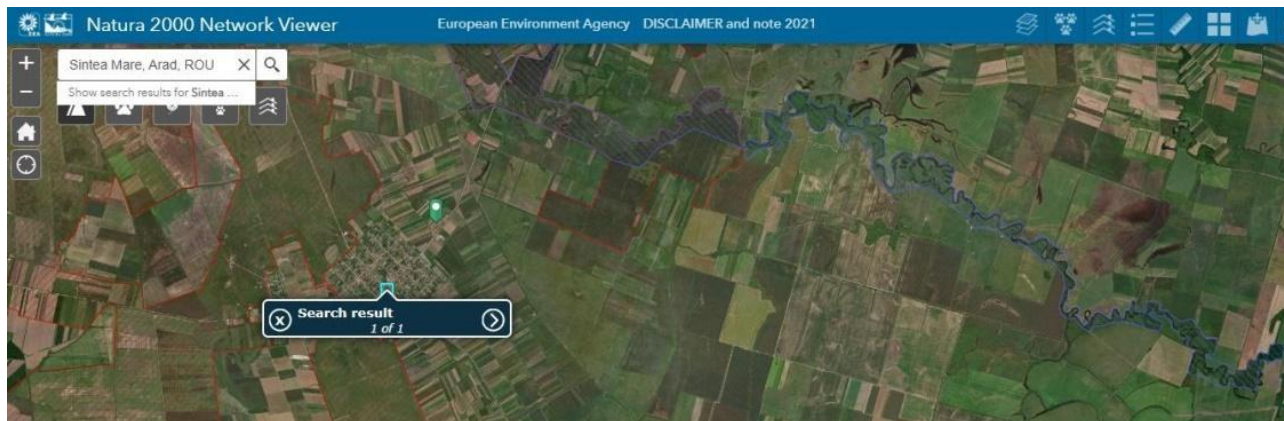 EEA Natura 2000 Network Viewer European Environment Agency DISCLAIMER and note 2021
+
Sintea Mare, Arad, ROU X
−
Show search results for Sintea ...
x Search result
1 of 1